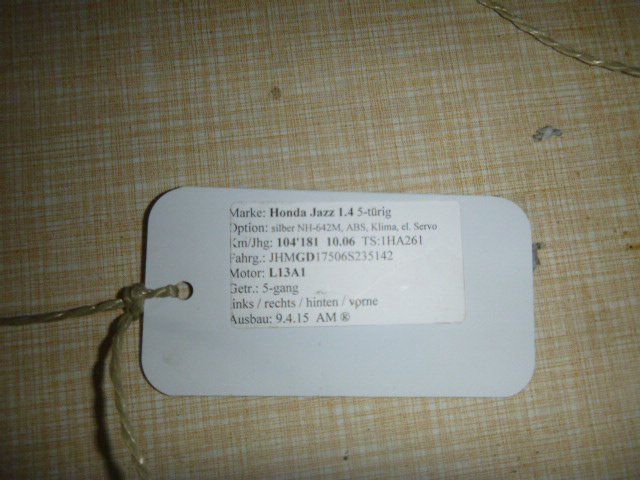 Marke: Honda Jazz 1.4 5-türig
Option: silber NH-642M, ABS, Klima, el. Servo
Km/Jhg: 104'181 10.06 TS:1HA261
Fahrg.: JHMGD17506S235142
Motor: L13A1
Getr.: 5-gang
links / rechts / hinten / vorne
Ausbau: 9.4.15 AM ®